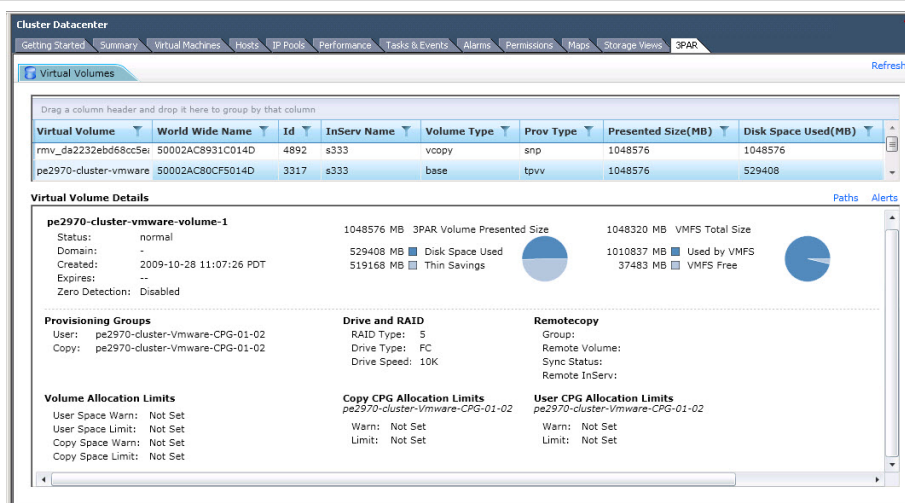 Cluster Datacenter
Getting Started Summary Virtual Machines Hosts IP Pools Performance Tasks & Events Alarms Permissions Maps Storage Views 3PAR
Virtual Volumes Refresh
Drag a column header and drop it here to group by that column
Virtual Volume World Wide Name Id InServ Name Volume Type Prov Type Presented Size(MB) Disk Space Used(MB)
rmv_da2232ebd68cc5e 50002AC8931C014D 4892 s333 vcopy snp 1048576 1048576
pe2970-cluster-vmware 50002AC80CF5014D 3317 s333 base tpvv 1048576 529408
Virtual Volume Details Paths Alerts
pe2970-cluster-vmware-volume-1
1048576 MB 3PAR Volume Presented Size 1048320 MB VMFS Total Size
Status: normal
Domain: - 529408 MB Disk Space Used 1010837 MB Used by VMFS
Created: 2009-10-28 11:07:26 PDT 519168 MB Thin Savings 37483 MB VMFS Free
Expires: --
Zero Detection: Disabled
Provisioning Groups Drive and RAID Remotecopy
User: pe2970-cluster-Vmware-CPG-01-02 RAID Type: 5 Group:
Copy: pe2970-cluster-Vmware-CPG-01-02 Drive Type: FC Remote Volume:
Drive Speed: 10K Sync Status:
Remote InServ:
Volume Allocation Limits Copy CPG Allocation Limits User CPG Allocation Limits
pe2970-cluster-Vmware-CPG-01-02 pe2970-cluster-Vmware-CPG-01-02
User Space Warn: Not Set
User Space Limit: Not Set Warn: Not Set Warn: Not Set
Copy Space Warn: Not Set Limit: Not Set Limit: Not Set
Copy Space Limit: Not Set